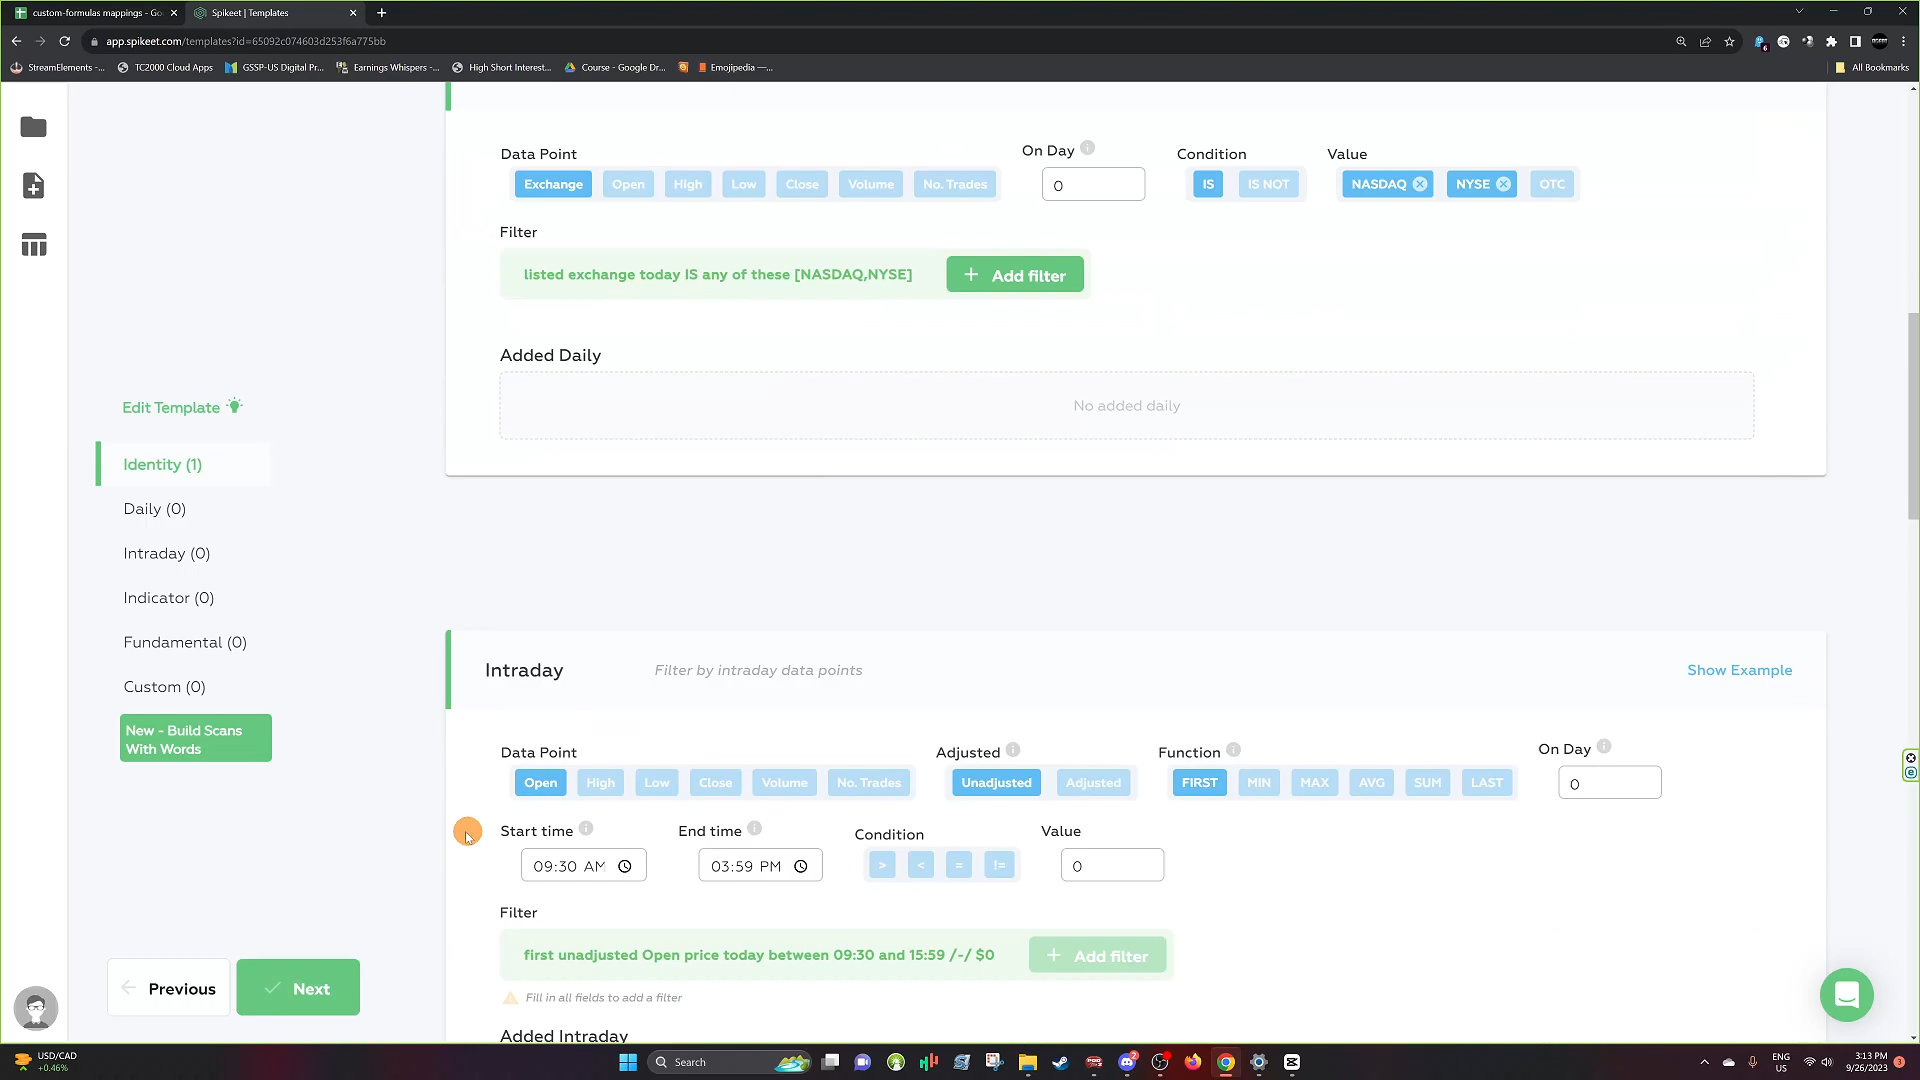 custom-formulas mappings - Go
Spikeet | Templates
app.spikeet.com/templates?id=65092c074603d253f6a775bb
StreamElements -...
TC2000 Cloud Apps
GSSP-US Digital Pr...
Earnings Whispers -...
High Short Interest...
Course - Google Dr...
Emojipedia —...
All Bookmarks
Data Point
On Day
Condition
Value
Exchange
Open
High
Low
Close
Volume
No. Trades
0
IS
IS NOT
NASDAQ
NYSE
OTC
Filter
listed exchange today IS any of these [NASDAQ,NYSE]
+ Add filter
Added Daily
No added daily
Edit Template
Identity (1)
Daily (0)
Intraday (0)
Indicator (0)
Fundamental (0)
Custom (0)
New - Build Scans
With Words
Previous
Next
Intraday
Filter by intraday data points
Show Example
Data Point
Adjusted
Function
On Day
Open
High
Low
Close
Volume
No. Trades
Unadjusted
Adjusted
FIRST
MIN
MAX
AVG
SUM
LAST
0
Start time
End time
Condition
Value
09:30 AM
03:59 PM
>
<
=
!=
0
Filter
first unadjusted Open price today between 09:30 and 15:59 /-/ $0
+ Add filter
Fill in all fields to add a filter
Added Intraday
USD/CAD
+0.46%
Search
ENG
US
3:13 PM
9/26/2023